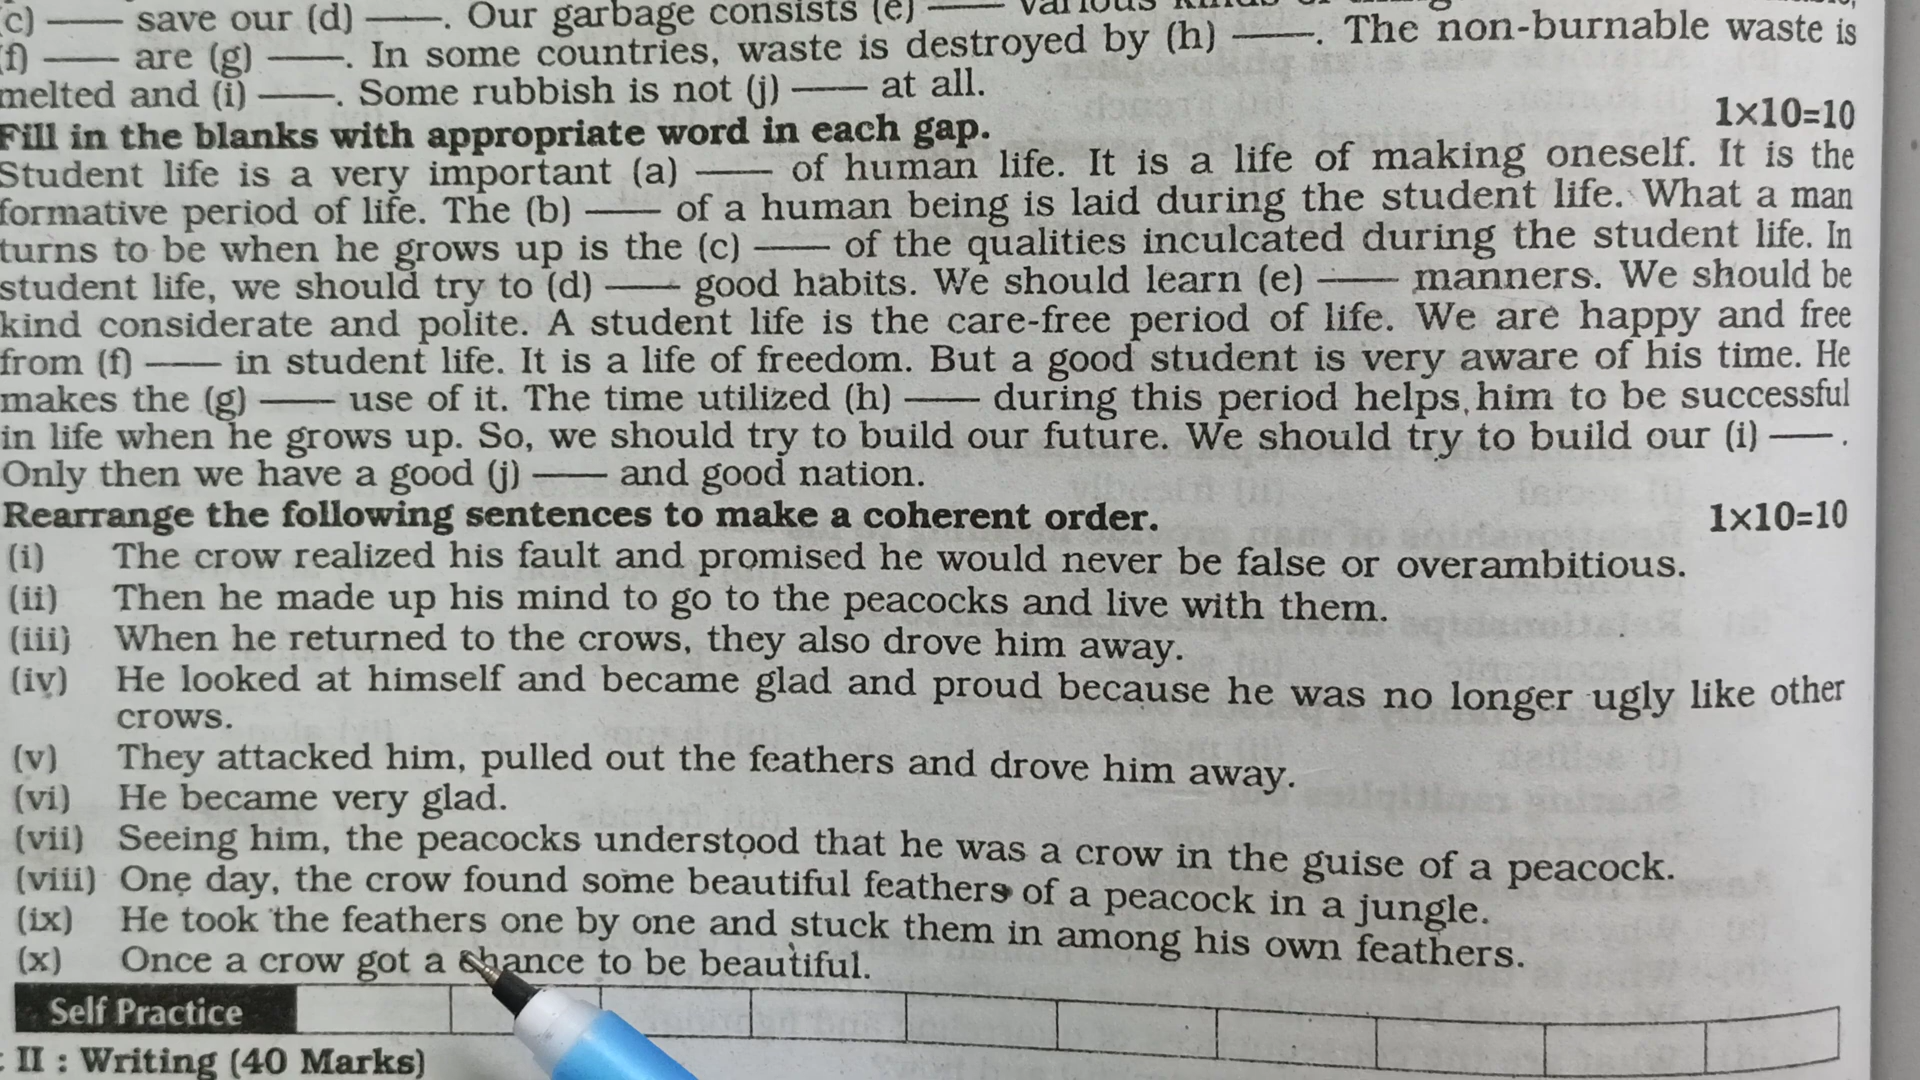 (c) —— save our (d) ——. Our garbage consists (e) —— various kinds of
(f) —— are (g) ——. In some countries, waste is destroyed by (h) ——. The non-burnable waste is
melted and (i) ——. Some rubbish is not (j) —— at all.
Fill in the blanks with appropriate word in each gap. 1×10=10
Student life is a very important (a) —— of human life. It is a life of making oneself. It is the
formative period of life. The (b) —— of a human being is laid during the student life. What a man
turns to be when he grows up is the (c) —— of the qualities inculcated during the student life. In
student life, we should try to (d) —— good habits. We should learn (e) —— manners. We should be
kind considerate and polite. A student life is the care-free period of life. We are happy and free
from (f) —— in student life. It is a life of freedom. But a good student is very aware of his time. He
makes the (g) —— use of it. The time utilized (h) —— during this period helps him to be successful
in life when he grows up. So, we should try to build our future. We should try to build our (i) ——.
Only then we have a good (j) —— and good nation.
Rearrange the following sentences to make a coherent order. 1×10=10
(i) The crow realized his fault and promised he would never be false or overambitious.
(ii) Then he made up his mind to go to the peacocks and live with them.
(iii) When he returned to the crows, they also drove him away.
(iv) He looked at himself and became glad and proud because he was no longer ugly like other
crows.
(v) They attacked him, pulled out the feathers and drove him away.
(vi) He became very glad.
(vii) Seeing him, the peacocks understood that he was a crow in the guise of a peacock.
(viii) One day, the crow found some beautiful feathers of a peacock in a jungle.
(ix) He took the feathers one by one and stuck them in among his own feathers.
(x) Once a crow got a chance to be beautiful.
Self Practice
: II : Writing (40 Marks)